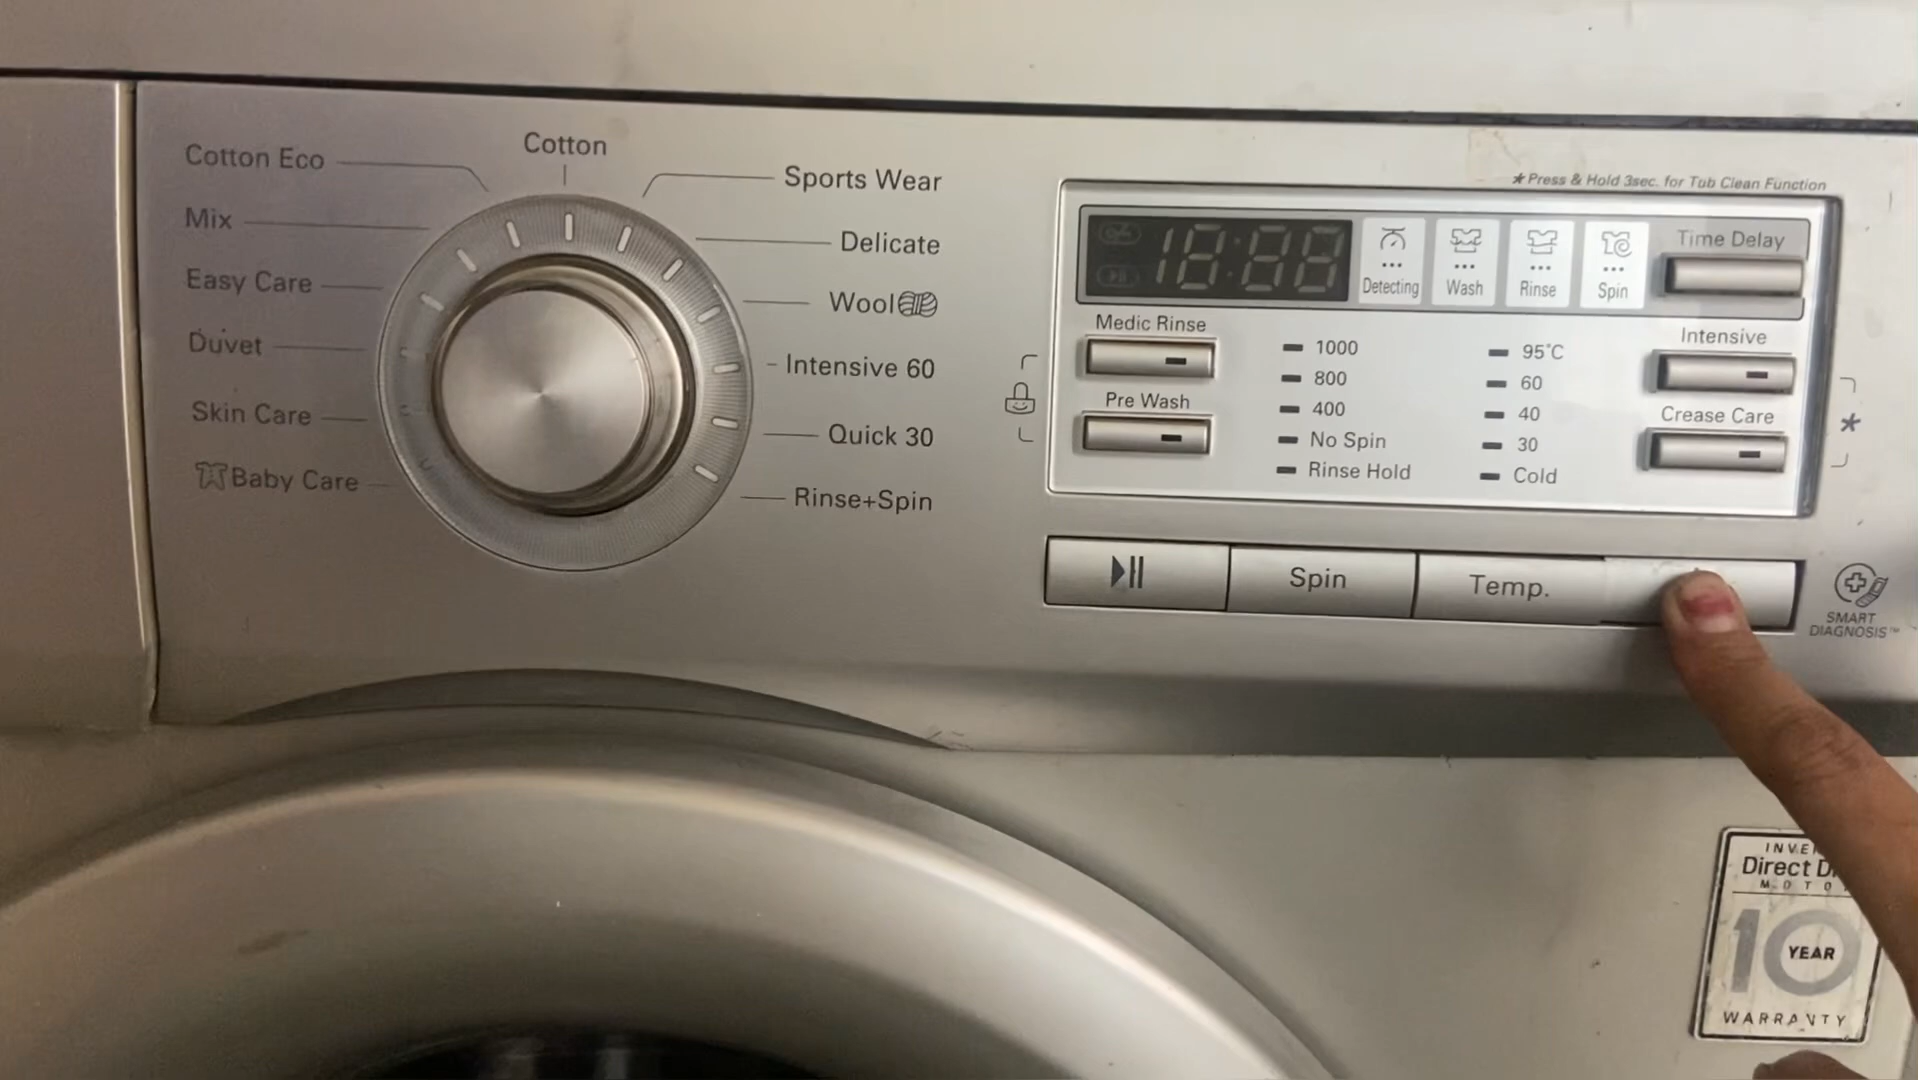 Cotton Eco
Mix
Easy Care
Duvet
Skin Care
Baby Care
Cotton
Sports Wear
Delicate
Wool
Intensive 60
Quick 30
Rinse+Spin
*Press & Hold 3sec. for Tub Clean Function
18:88
Detecting
Wash
Rinse
Spin
Time Delay
Medic Rinse
Pre Wash
1000
800
400
No Spin
Rinse Hold
95°C
60
40
30
Cold
Intensive
Crease Care
*
Spin
Temp.
SMART
DIAGNOSIS™
Direct
10
YEAR
WARRANTY